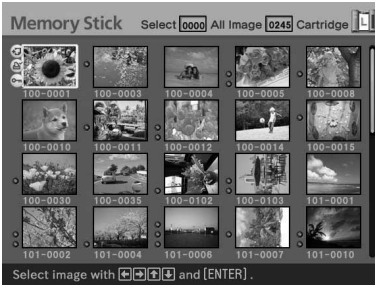 Memory Stick Select 0000 All Image 0245 Cartridge L
100-0001 100-0003 100-0004 100-0005 100-0008
100-0010 100-0011 100-0012 100-0014 100-0015
100-0030 100-0035 100-0102 100-0103 101-0001
101-0002 101-0004 101-0006 101-0007 101-0010
Select image with ←→↑↓ and [ENTER].